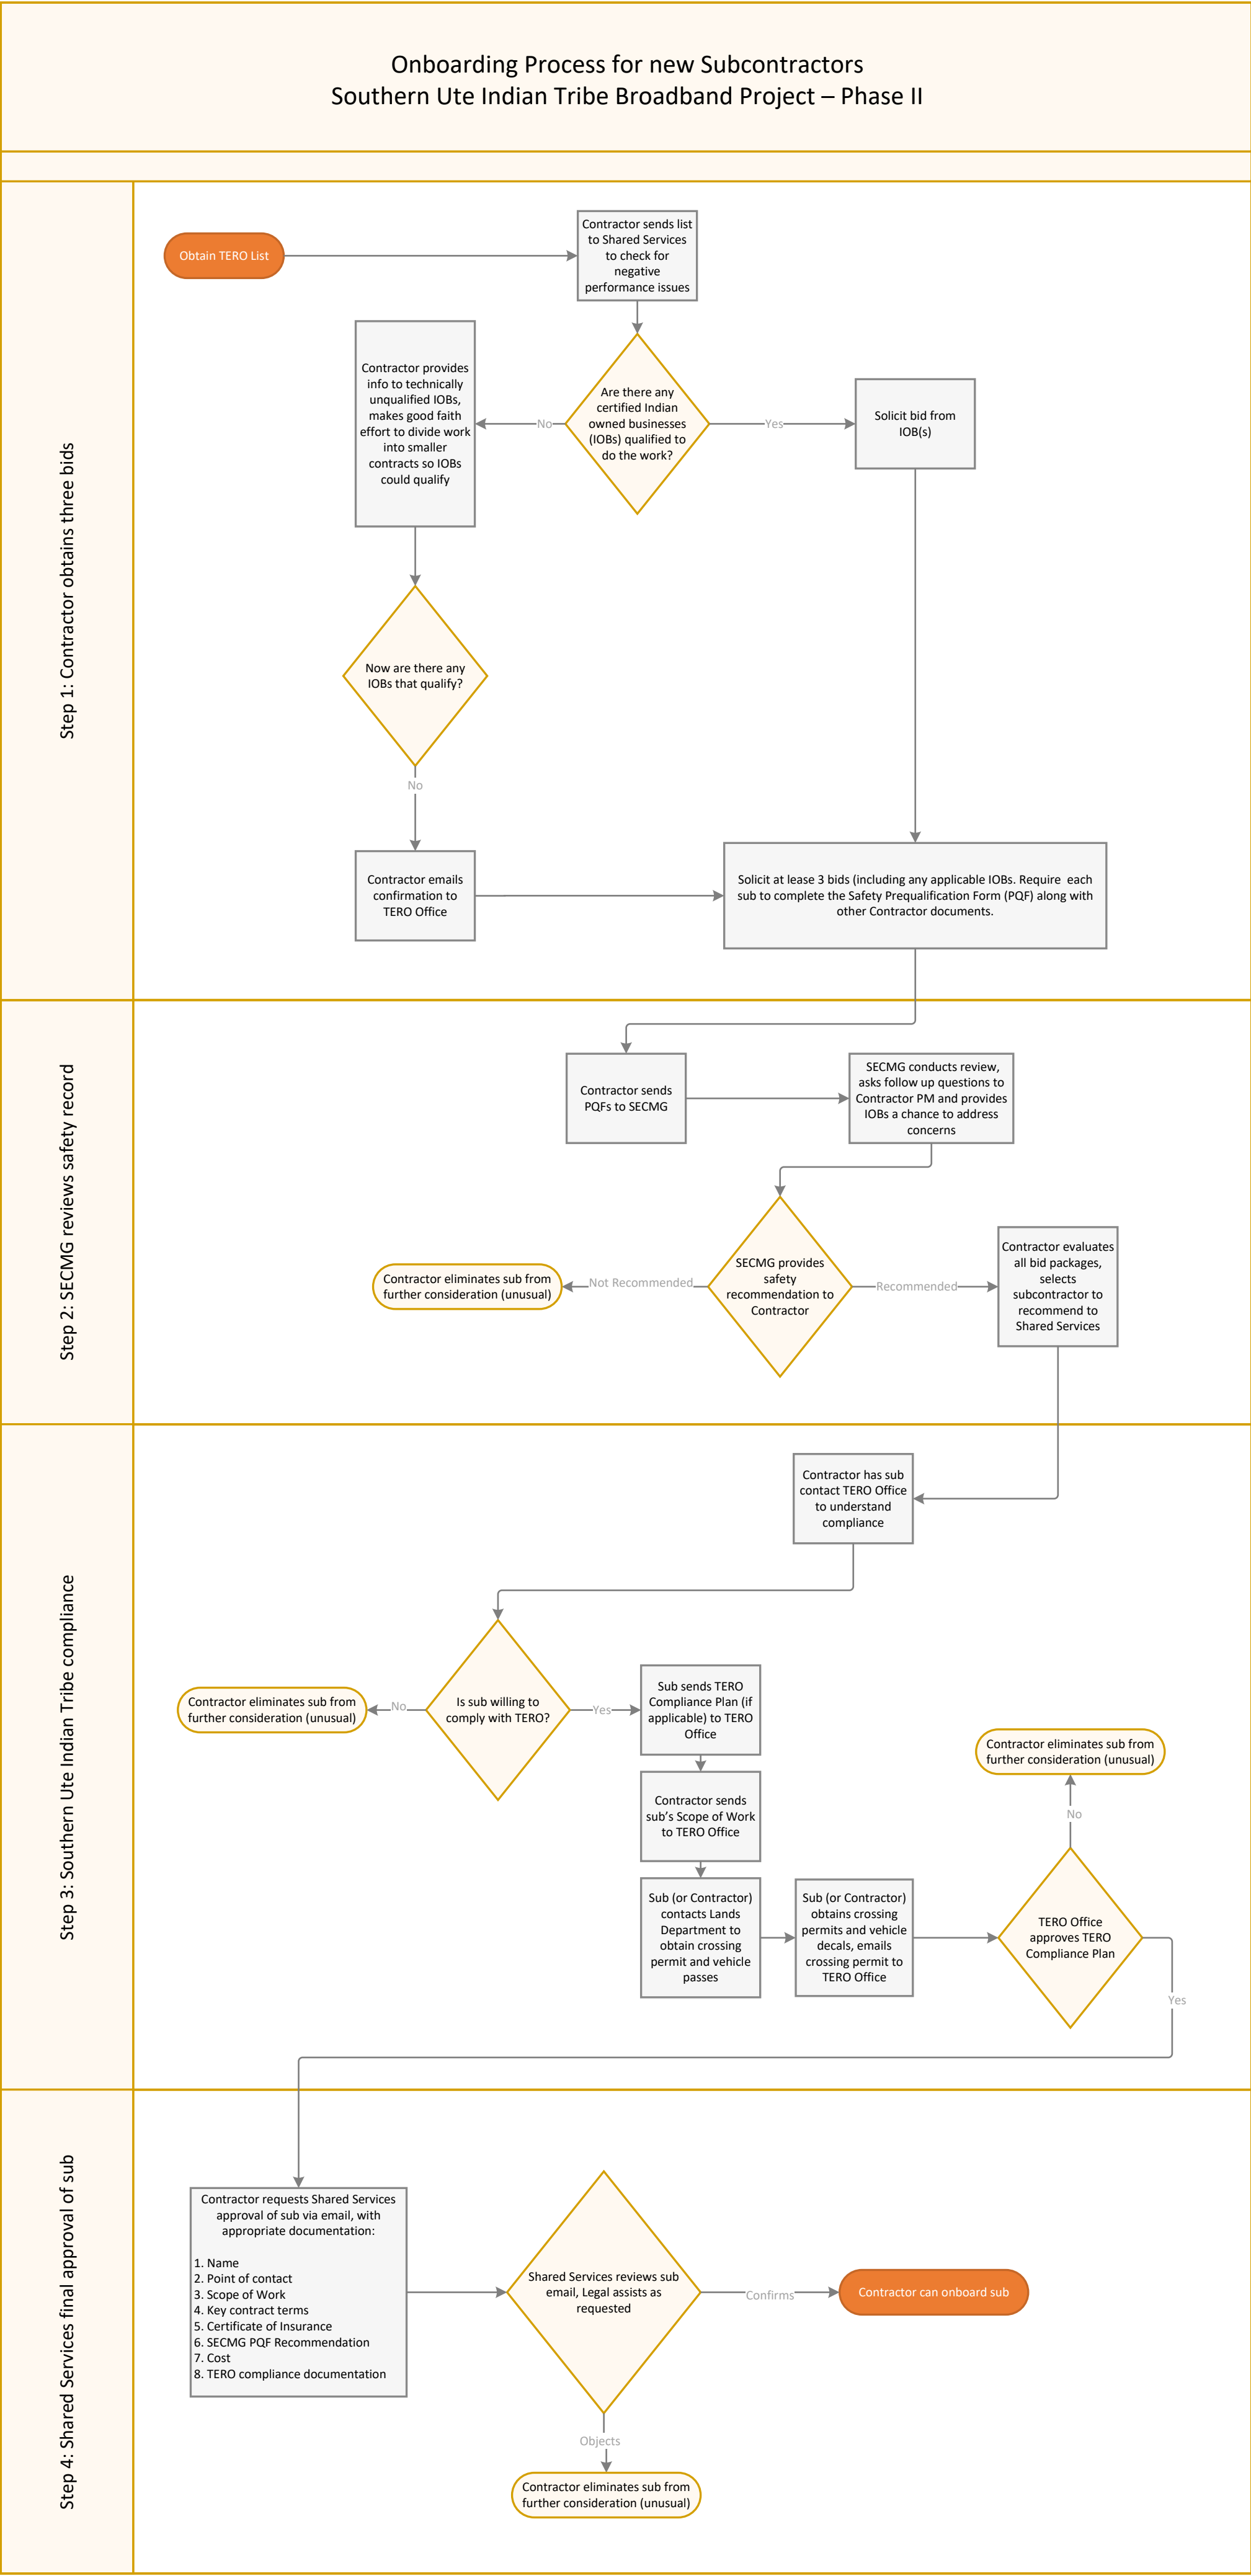 Onboarding Process for new Subcontractors
Southern Ute Indian Tribe Broadband Project – Phase II
Step 1: Contractor obtains three bids
Obtain TERO List
Contractor sends list
to Shared Services
to check for
negative
performance issues
Contractor provides
info to technically
unqualified IOBs,
makes good faith
effort to divide work
into smaller
contracts so IOBs
could qualify
No
Are there any
certified Indian
owned businesses
(IOBs) qualified to
do the work?
Yes
Solicit bid from
IOB(s)
Now are there any
IOBs that qualify?
No
Contractor emails
confirmation to
TERO Office
Solicit at lease 3 bids (including any applicable IOBs. Require each
sub to complete the Safety Prequalification Form (PQF) along with
other Contractor documents.
Step 2: SECMG reviews safety record
Contractor sends
PQFs to SECMG
SECMG conducts review,
asks follow up questions to
Contractor PM and provides
IOBs a chance to address
concerns
Contractor eliminates sub from
further consideration (unusual)
Not Recommended
SECMG provides
safety
recommendation to
Contractor
Recommended
Contractor evaluates
all bid packages,
selects
subcontractor to
recommend to
Shared Services
Step 3: Southern Ute Indian Tribe compliance
Contractor has sub
contact TERO Office
to understand
compliance
Contractor eliminates sub from
further consideration (unusual)
No
Is sub willing to
comply with TERO?
Yes
Sub sends TERO
Compliance Plan (if
applicable) to TERO
Office
Contractor sends
sub's Scope of Work
to TERO Office
Sub (or Contractor)
contacts Lands
Department to
obtain crossing
permit and vehicle
passes
Sub (or Contractor)
obtains crossing
permits and vehicle
decals, emails
crossing permit to
TERO Office
Contractor eliminates sub from
further consideration (unusual)
No
TERO Office
approves TERO
Compliance Plan
Yes
Step 4: Shared Services final approval of sub
Contractor requests Shared Services
approval of sub via email, with
appropriate documentation:
1. Name
2. Point of contact
3. Scope of Work
4. Key contract terms
5. Certificate of Insurance
6. SECMG PQF Recommendation
7. Cost
8. TERO compliance documentation
Shared Services reviews sub
email, Legal assists as
requested
Confirms
Contractor can onboard sub
Objects
Contractor eliminates sub from
further consideration (unusual)